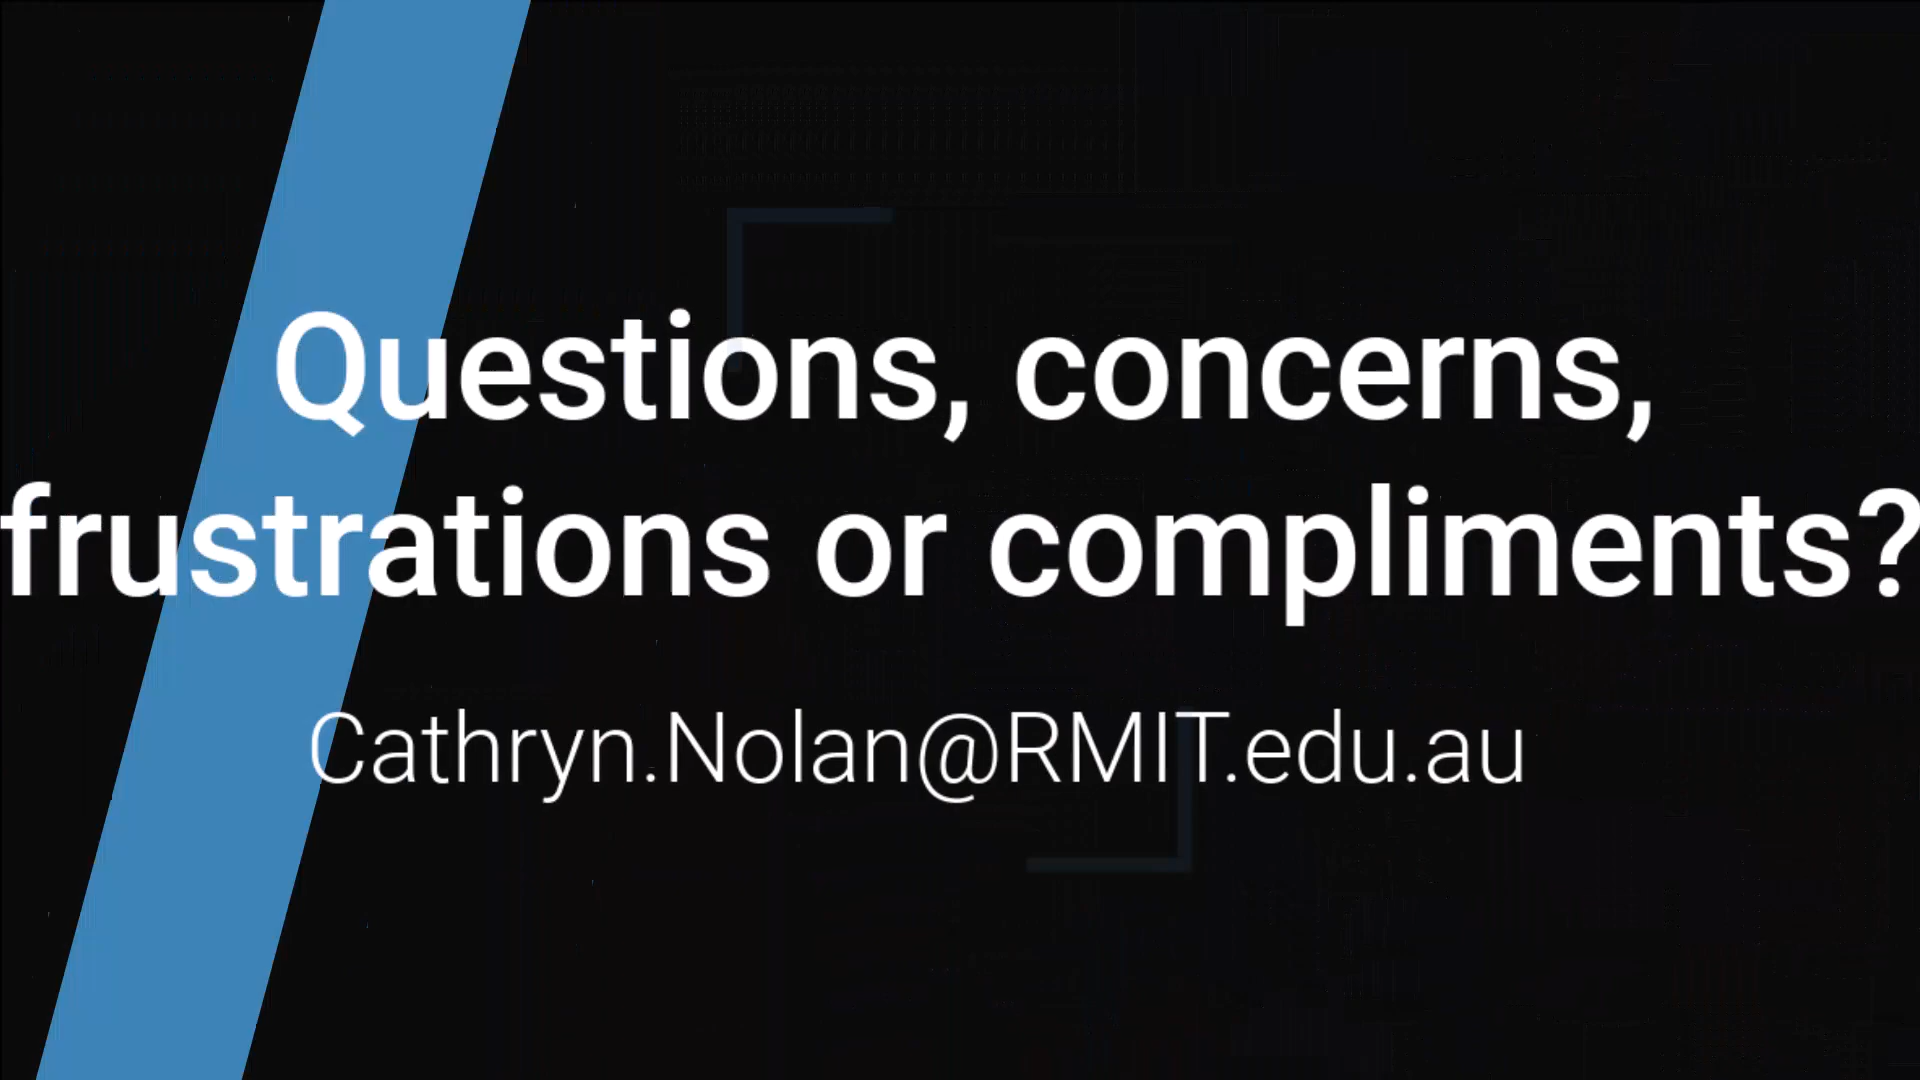 Questions, concerns,
frustrations or compliments?
Cathryn.Nolan@RMIT.edu.au